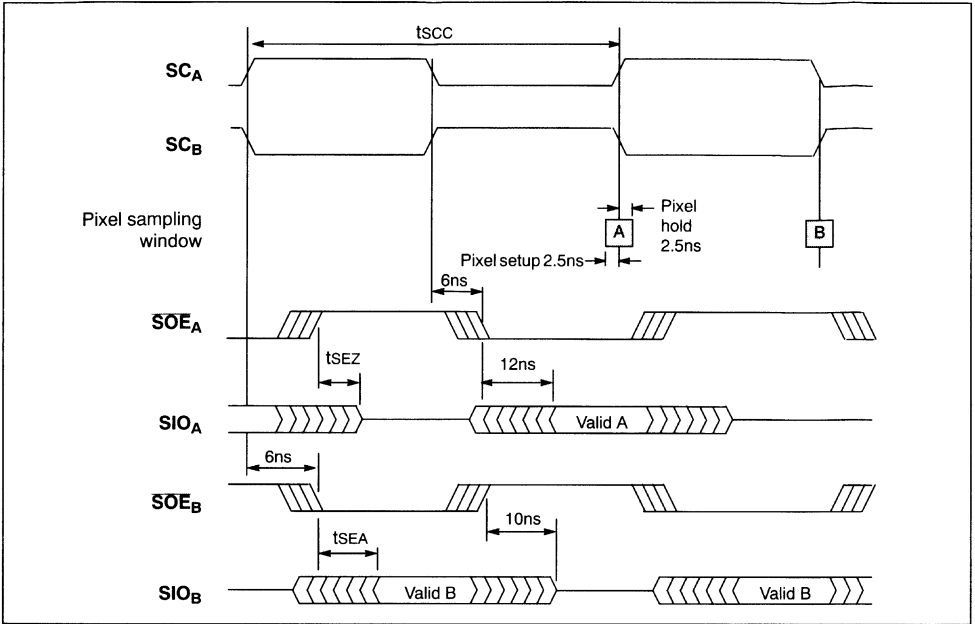 tSCC
SCA
SCB
Pixel sampling
window
A
Pixel
hold
2.5ns
B
Pixel setup 2.5ns
6ns
SOEA
tSEZ
12ns
SIOA
Valid A
6ns
SOEB
10ns
tSEA
SIOB
Valid B
Valid B